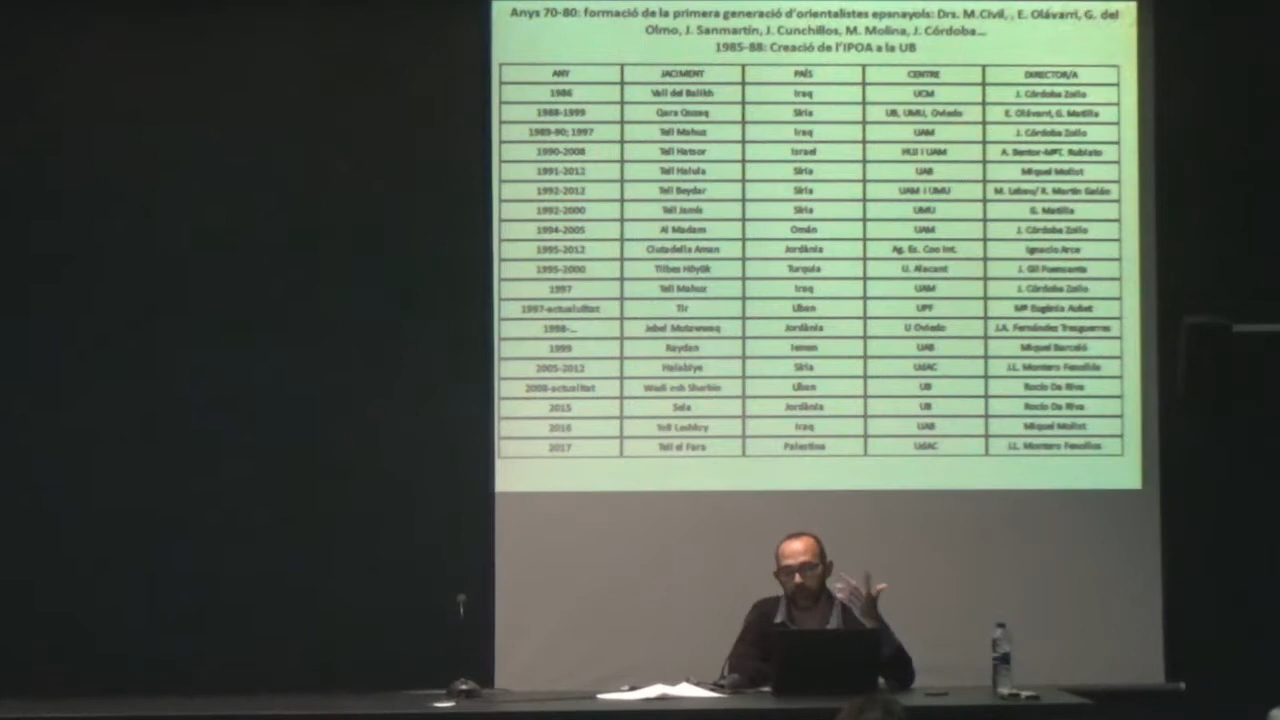 Anys 70-80: formació de la primera generació d'orientalistes epsnayols: Drs. M.Civil, , E. Olávarri, G. del
Olmo, J. Sanmartín, J. Cunchillos, M. Molina, J. Córdoba...
1985-88: Creació de l'IPOA a la UB
ANY JACIMENT PAÍS CENTRE DIRECTOR/A
1986 Vall del Balikh Iraq UCM J. Córdoba Zoilo
1988-1999 Qara Quzaq Síria UB, UMU, Oviedo E. Olávarri, G. Matilla
1989-90; 1997 Tell Mahuz Iraq UAM J. Córdoba Zoilo
1990-2008 Tell Hatsor Israel HUJ I UAM A. Bentor-MªT. Rubiato
1991-2012 Tell Halula Síria UAB Miquel Molist
1992-2012 Tell Beydar Síria UAM I UMU M. Lebau/ R. Martín Galán
1992-2000 Tell Jamis Síria UMU G. Matilla
1994-2005 Al Madam Omán UAM J. Córdoba Zoilo
1995-2012 Ciutadella Aman Jordània Ag. Es. Coo Int. Ignacio Arce
1995-2000 Tilbes Höyük Turquia U. Alacant J. Gil Fuensanta
1997 Tell Mahuz Iraq UAM J. Córdoba Zoilo
1997-actualuitat Tir Líban UPF Mª Eugènia Aubet
1998-... Jebel Mutawwaq Jordània U Oviedo J.A. Fernández Tresguerres
1999 Raydan Iemen UAB Miquel Barceló
2005-2012 Halabiye Síria UdAC J.L. Montero Fenollós
2008-actualitat Wadi esh Sharbin Líban UB Rocío Da Riva
2015 Sela Jordània UB Rocío Da Riva
2016 Tell Lashkry Iraq UAB Miquel Molist
2017 Tell el Fara Palestina UdAC J.L. Montero Fenollos